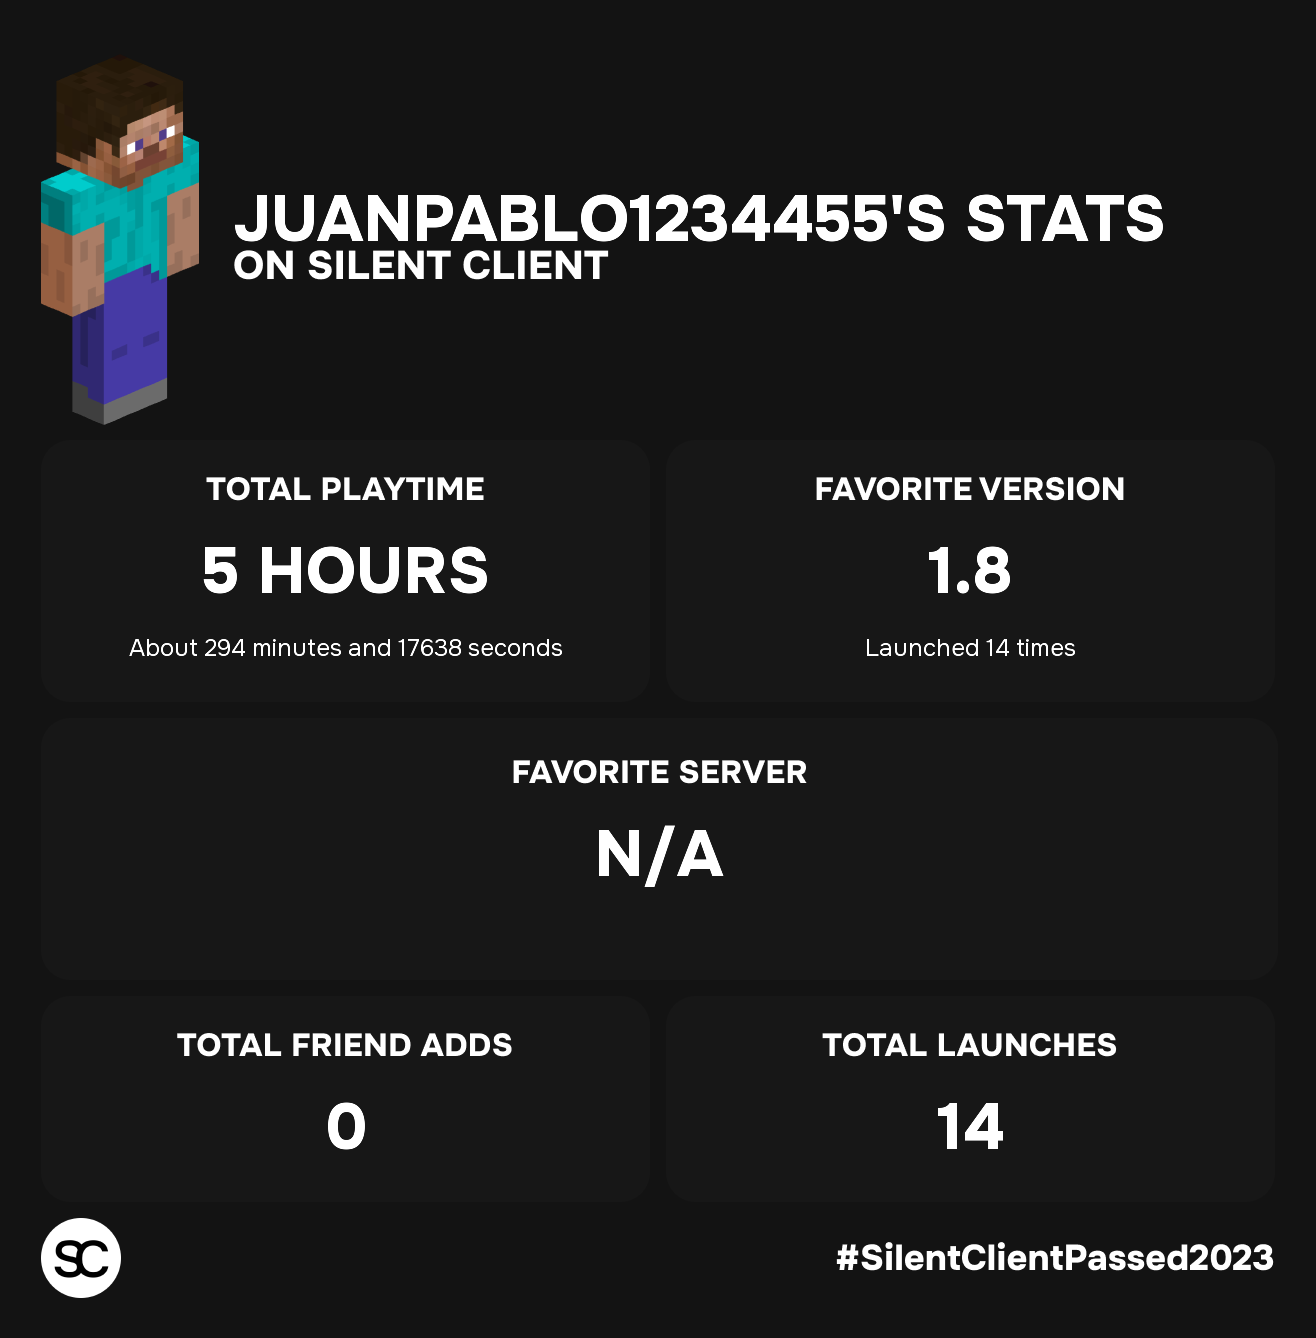 JUANPABLO1234455'S STATS
ON SILENT CLIENT
TOTAL PLAYTIME
5 HOURS
About 294 minutes and 17638 seconds
FAVORITE VERSION
1.8
Launched 14 times
FAVORITE SERVER
N/A
TOTAL FRIEND ADDS
0
TOTAL LAUNCHES
14
SC
#SilentClientPassed2023